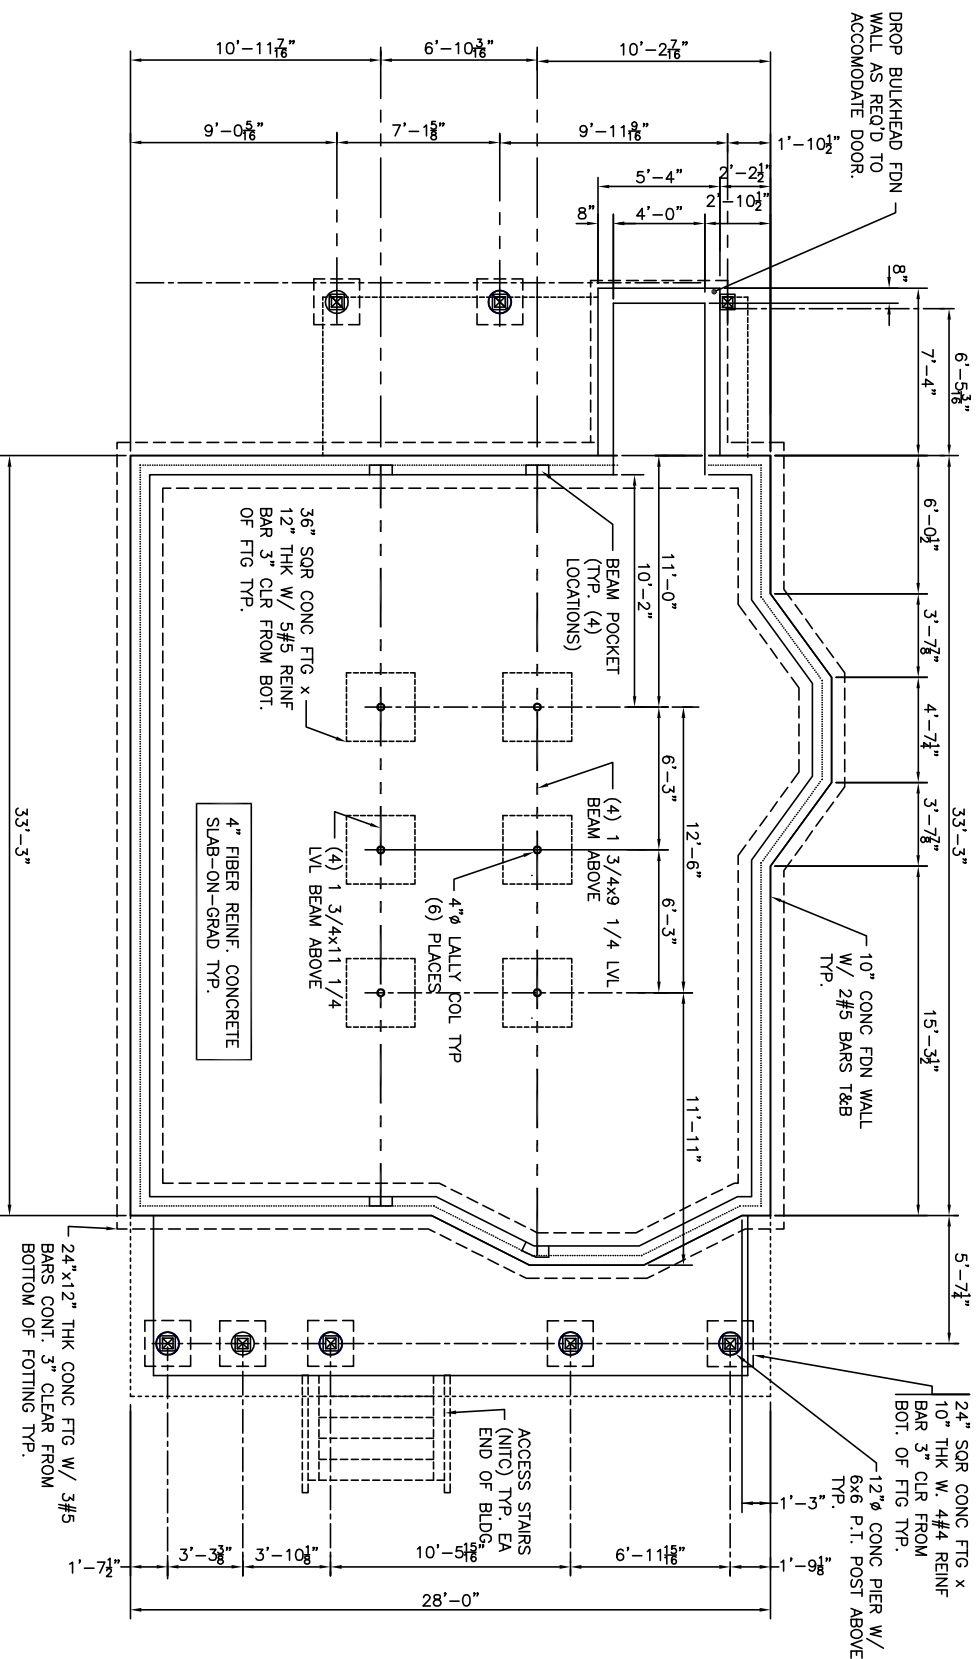 DROP BULKHEAD FDN
WALL AS REQ'D TO
ACCOMODATE DOOR.
10'-11 7/16"
6'-10 3/16"
10'-2 7/16"
9'-0 5/16"
7'-1 5/8"
9'-11 9/16"
1'-10 1/2"
5'-4"
2'-2 1/2"
8"
4'-0"
2'-10 1/2"
8"
7'-4"
6'-5 3/16"
6'-0 1/2"
3'-7 7/8"
4'-7 1/4"
3'-7 7/8"
33'-3"
15'-3 1/2"
5'-7 1/4"
11'-0"
10'-2"
6'-3"
12'-6"
6'-3"
11'-11"
BEAM POCKET
(TYP. (4)
LOCATIONS)
36" SQR CONC FTG x
12" THK W/ 5#5 REINF
BAR 3" CLR FROM BOT.
OF FTG TYP.
(4) 1 3/4x9 1/4 LVL
BEAM ABOVE
4"ø LALLY COL TYP
(6) PLACES
(4) 1 3/4x11 1/4
LVL BEAM ABOVE
4" FIBER REINF. CONCRETE
SLAB-ON-GRAD TYP.
10" CONC FDN WALL
W/ 2#5 BARS T&B
TYP.
33'-3"
24"x12" THK CONC FTG W/ 3#5
BARS CONT. 3" CLEAR FROM
BOTTOM OF FOTTING TYP.
ACCESS STAIRS
(NITC) TYP. EA
END OF BLDG
24" SQR CONC FTG x
10" THK W. 4#4 REINF
BAR 3" CLR FROM
BOT. OF FTG TYP.
12"ø CONC PIER W/
6x6 P.T. POST ABOVE
TYP.
1'-3"
1'-7 1/2"
3'-3 3/8"
3'-10 1/8"
10'-5 15/16"
6'-11 15/16"
1'-9 1/8"
28'-0"